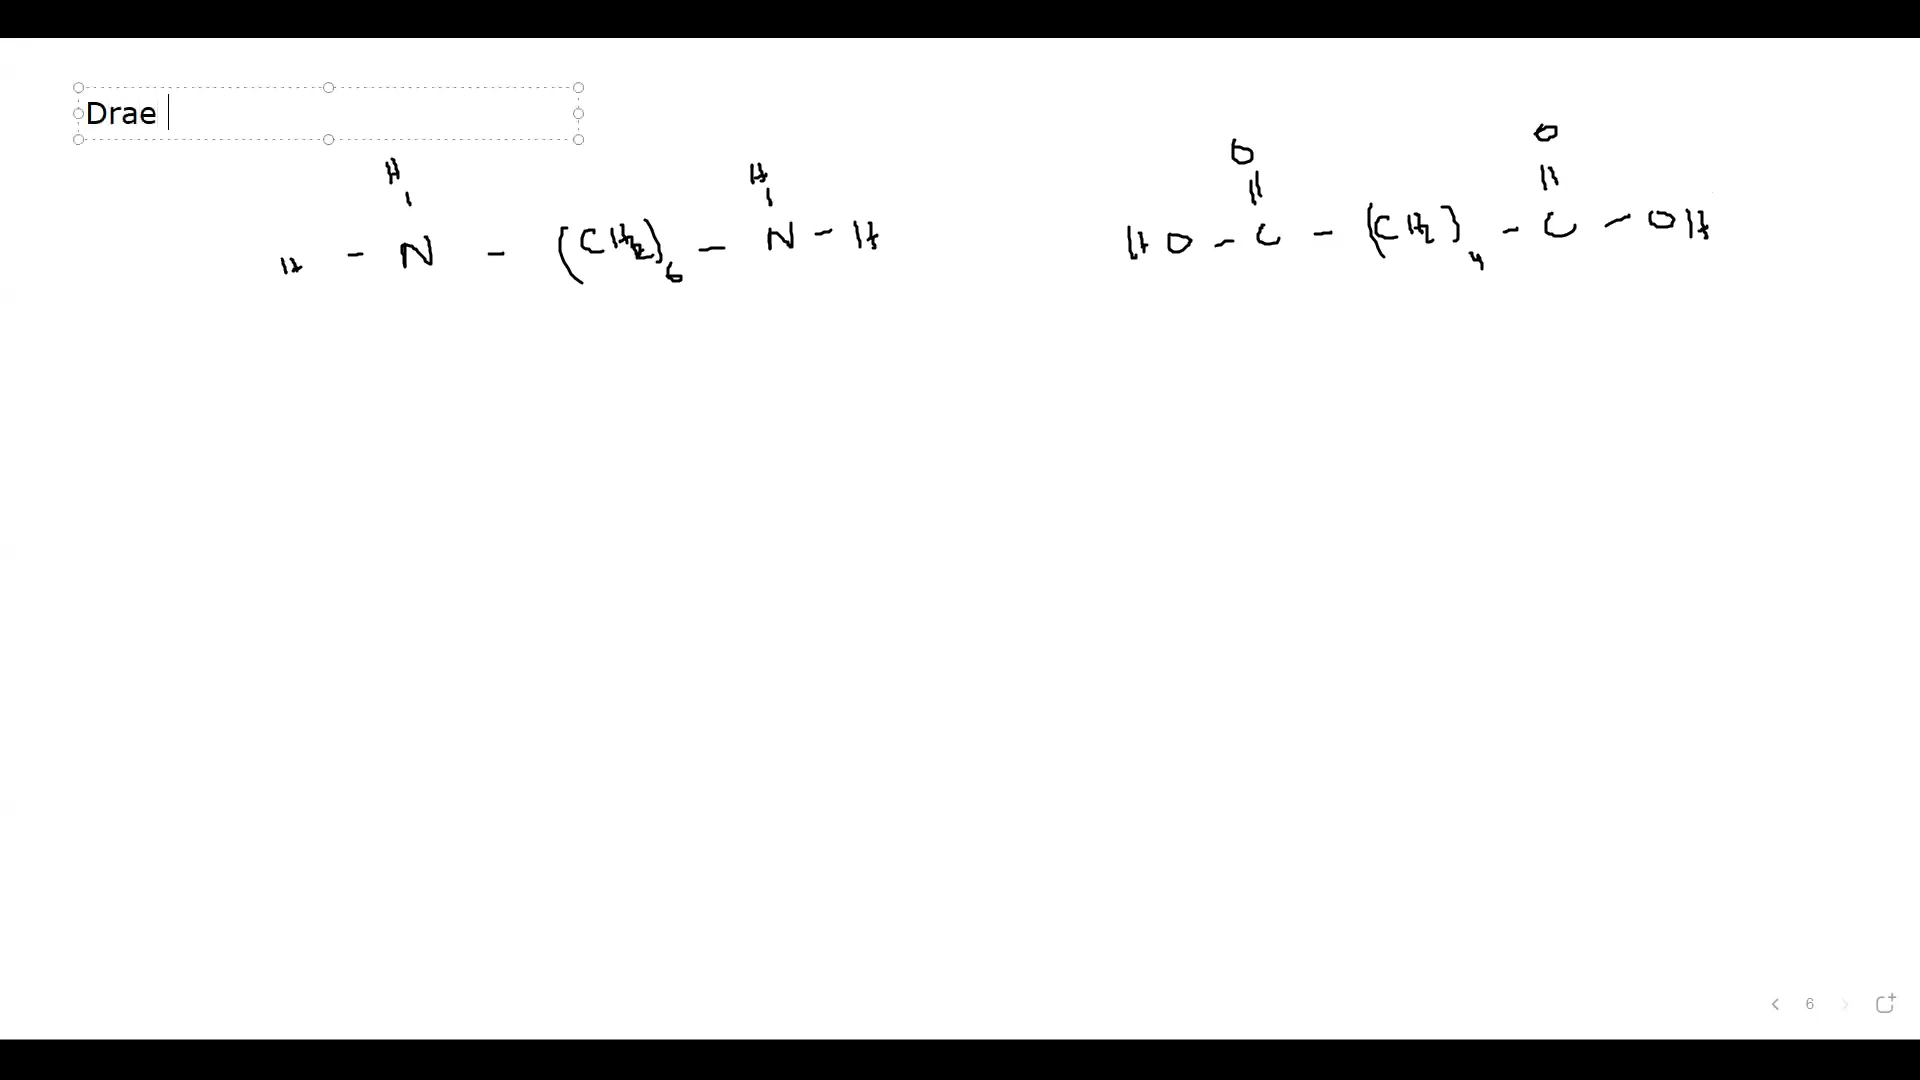 Drae
O
O
H
H
||
||
|
|
H - N - (CH2)6 - N - H
HO - C - (CH2)4 - C - OH
6